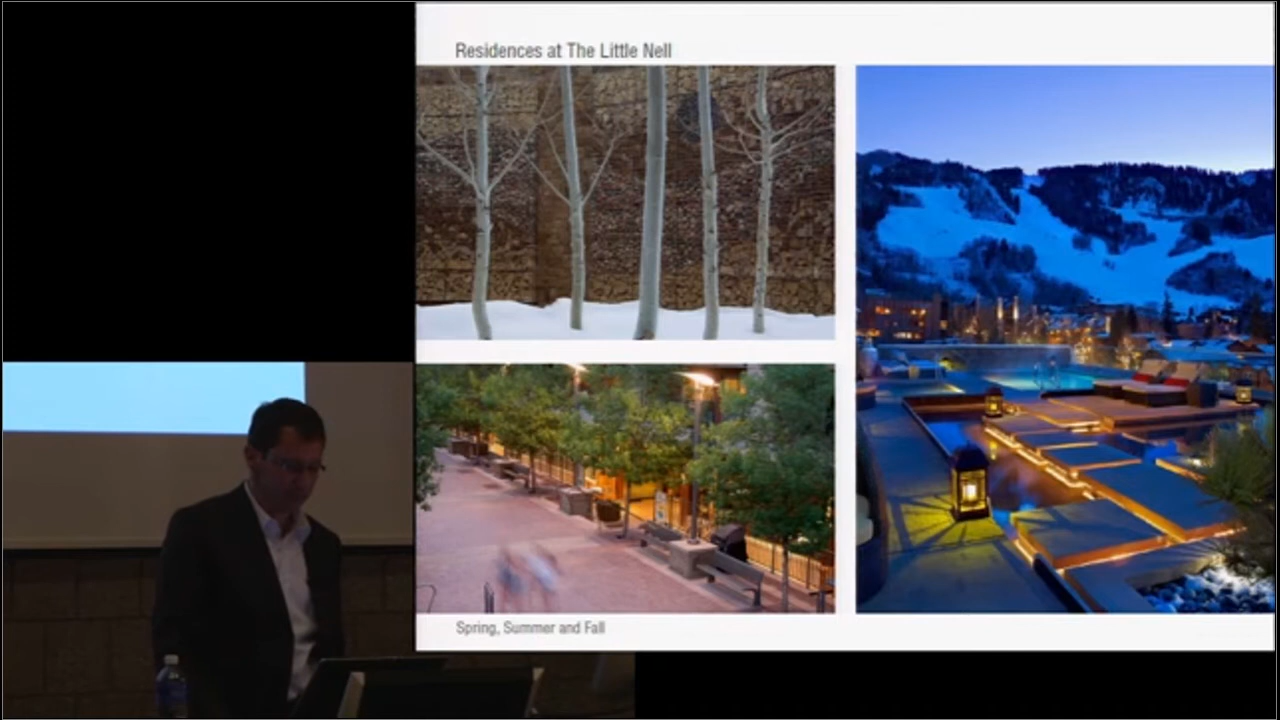 Residences at The Little Nell
Spring, Summer and Fall